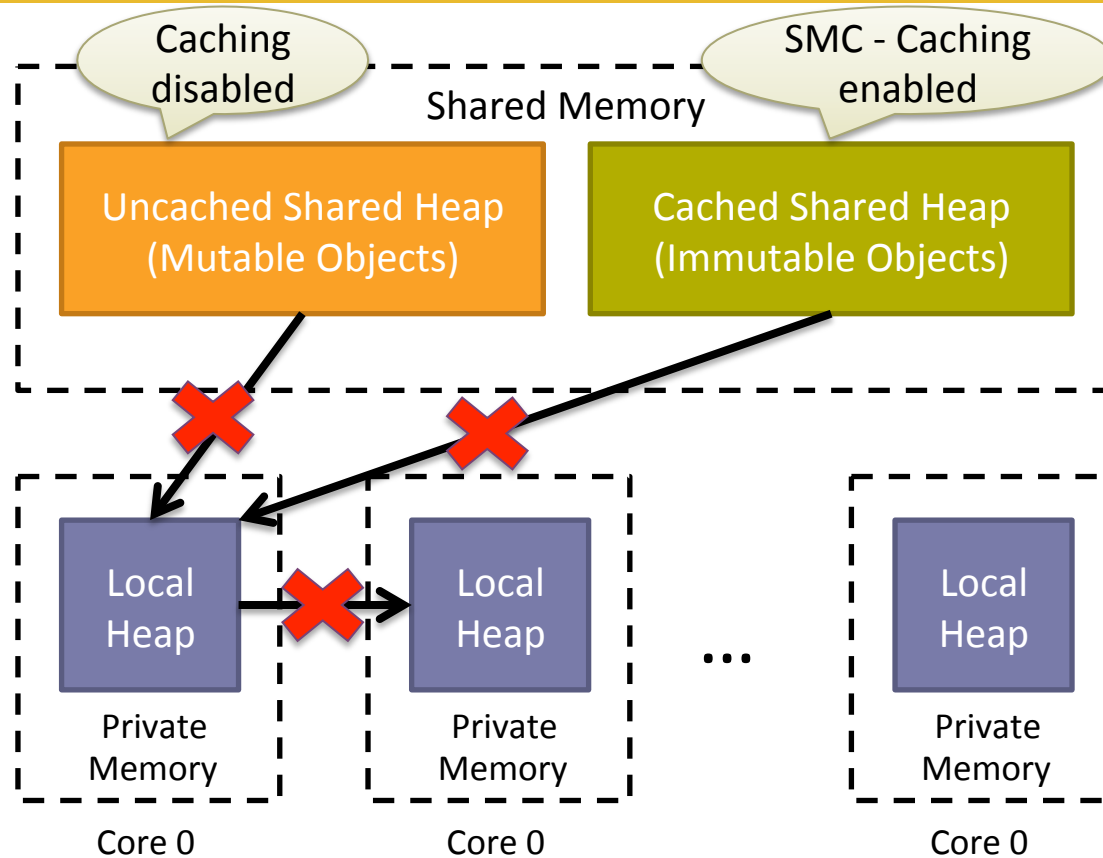 Caching
disabled
SMC - Caching
enabled
Shared Memory
Uncached Shared Heap
(Mutable Objects)
Cached Shared Heap
(Immutable Objects)
Local
Heap
Local
Heap
...
Local
Heap
Private
Memory
Private
Memory
Private
Memory
Core 0
Core 0
Core 0